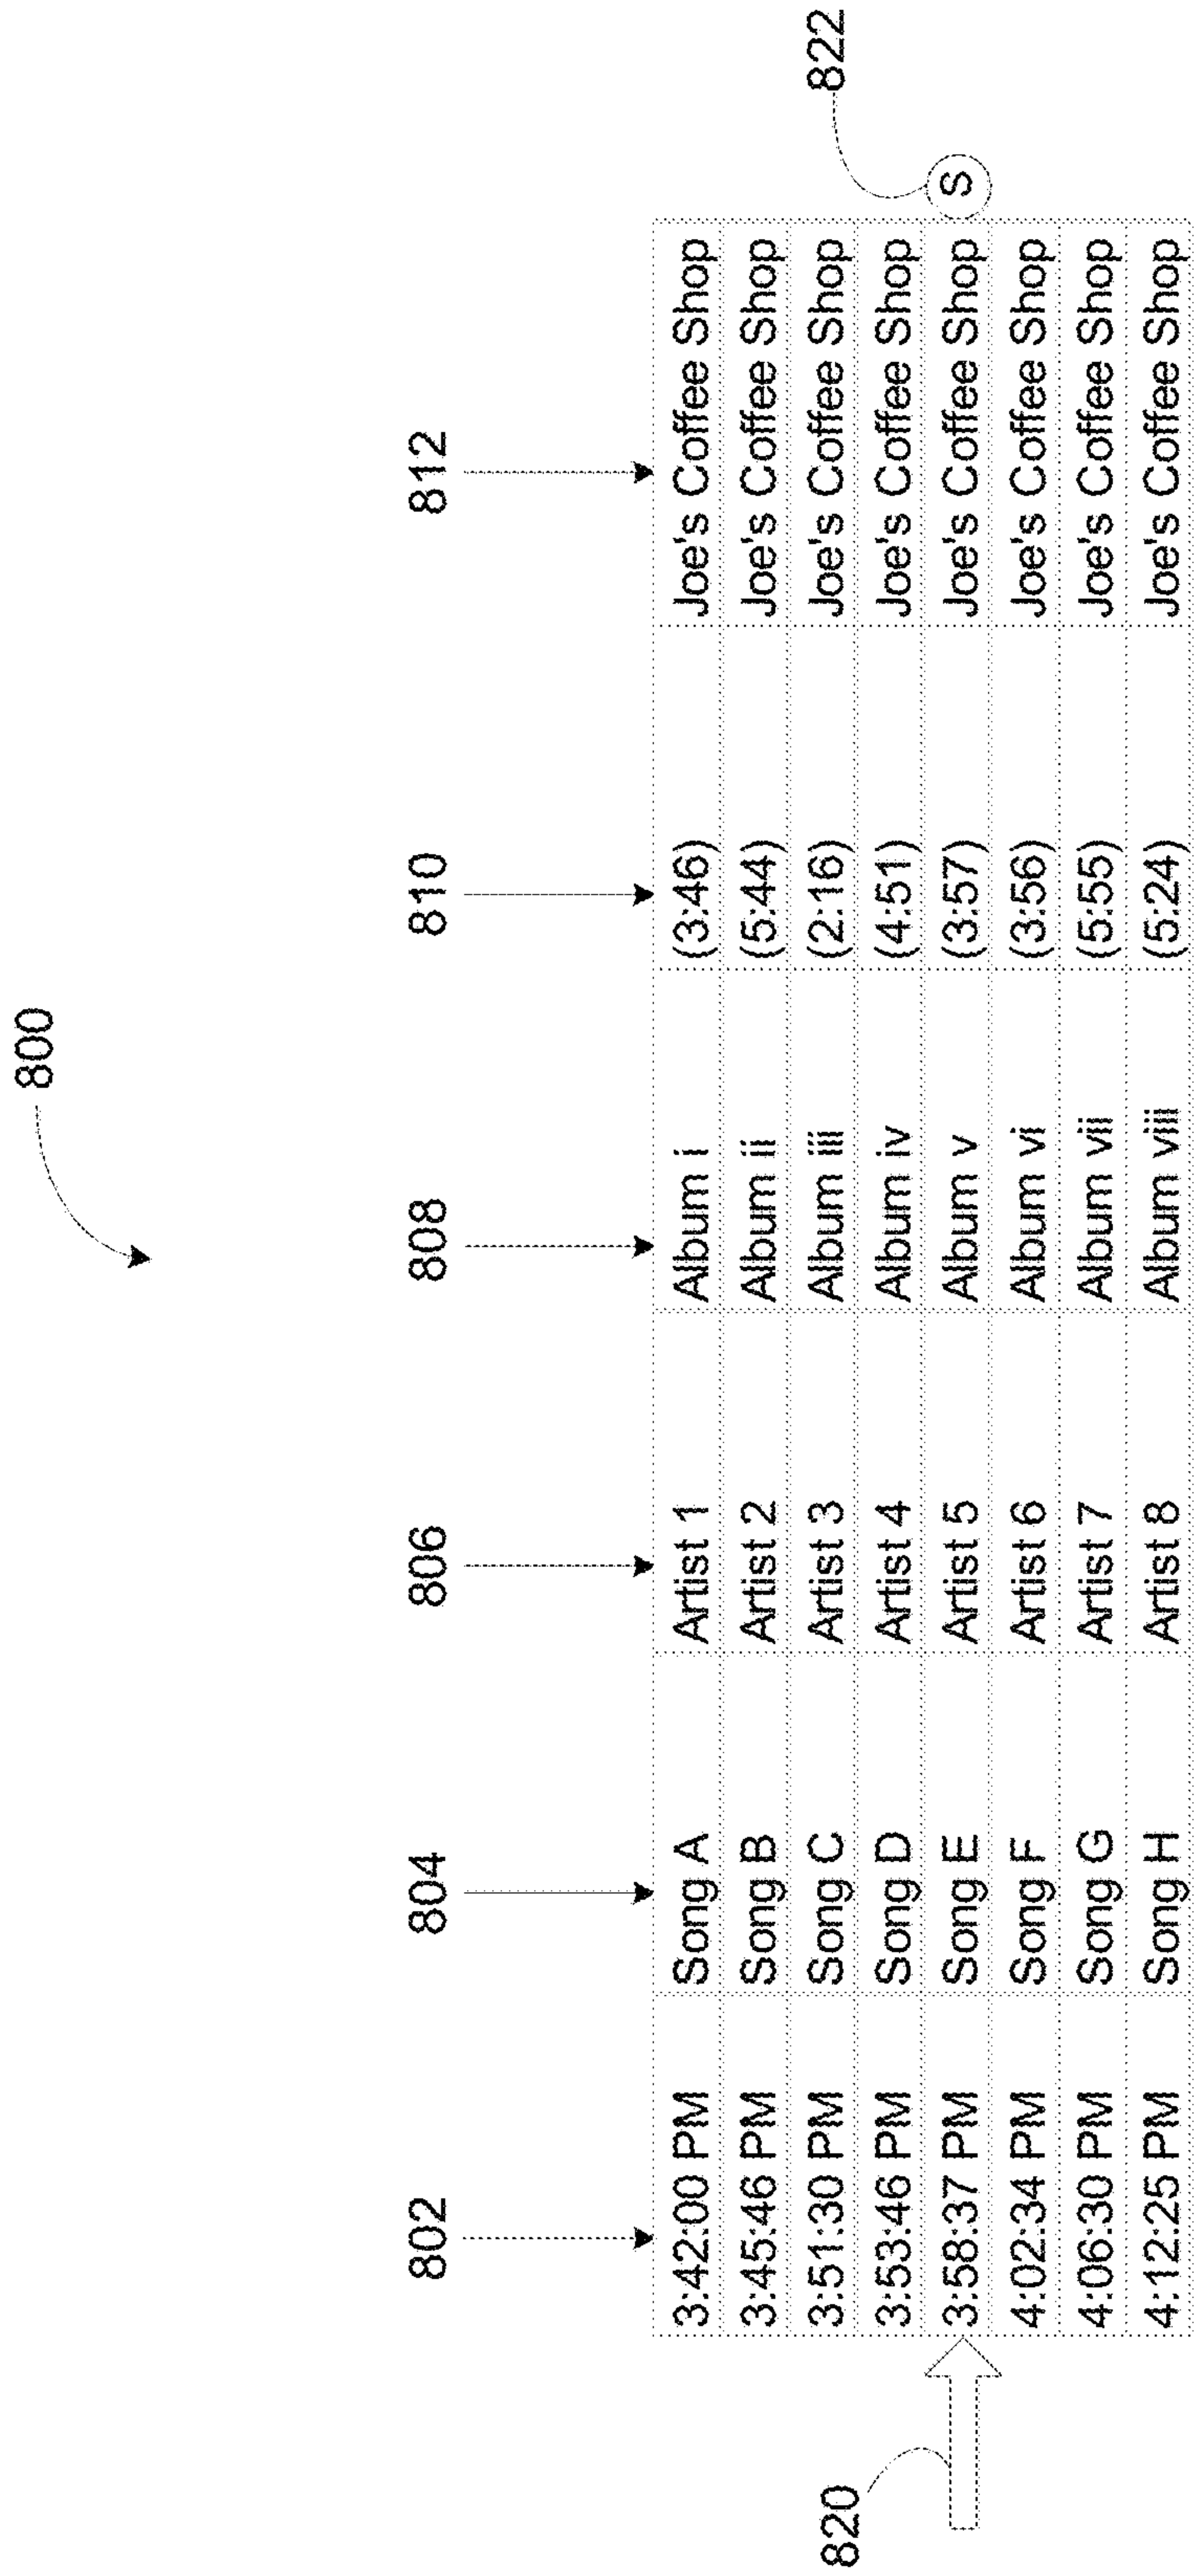 800
802 804 806 808 810 812
3:42:00 PM Song A Artist 1 Album i (3:46) Joe's Coffee Shop
3:45:46 PM Song B Artist 2 Album ii (5:44) Joe's Coffee Shop
3:51:30 PM Song C Artist 3 Album iii (2:16) Joe's Coffee Shop
3:53:46 PM Song D Artist 4 Album iv (4:51) Joe's Coffee Shop
3:58:37 PM Song E Artist 5 Album v (3:57) Joe's Coffee Shop S
4:02:34 PM Song F Artist 6 Album vi (3:56) Joe's Coffee Shop
4:06:30 PM Song G Artist 7 Album vii (5:55) Joe's Coffee Shop
4:12:25 PM Song H Artist 8 Album viii (5:24) Joe's Coffee Shop
820
822